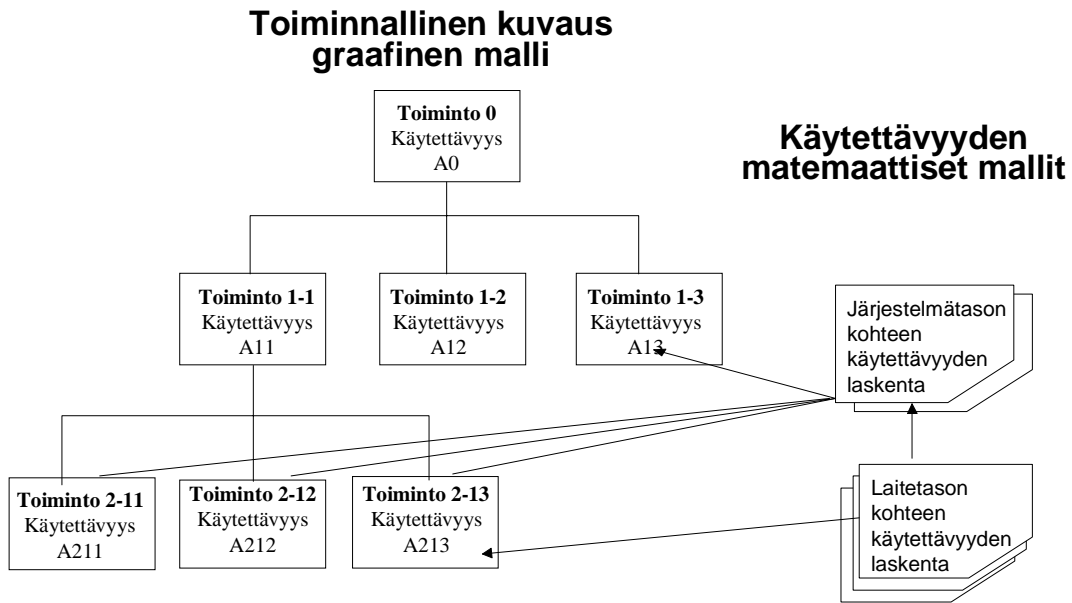 Toiminnallinen kuvaus
graafinen malli
Toiminto 0
Käytettävyys
A0
Käytettävyyden
matemaattiset mallit
Toiminto 1-1
Käytettävyys
A11
Toiminto 1-2
Käytettävyys
A12
Toiminto 1-3
Käytettävyys
A13
Järjestelmätason
kohteen
käytettävyyden
laskenta
Toiminto 2-11
Käytettävyys
A211
Toiminto 2-12
Käytettävyys
A212
Toiminto 2-13
Käytettävyys
A213
Laitetason
kohteen
käytettävyyden
laskenta